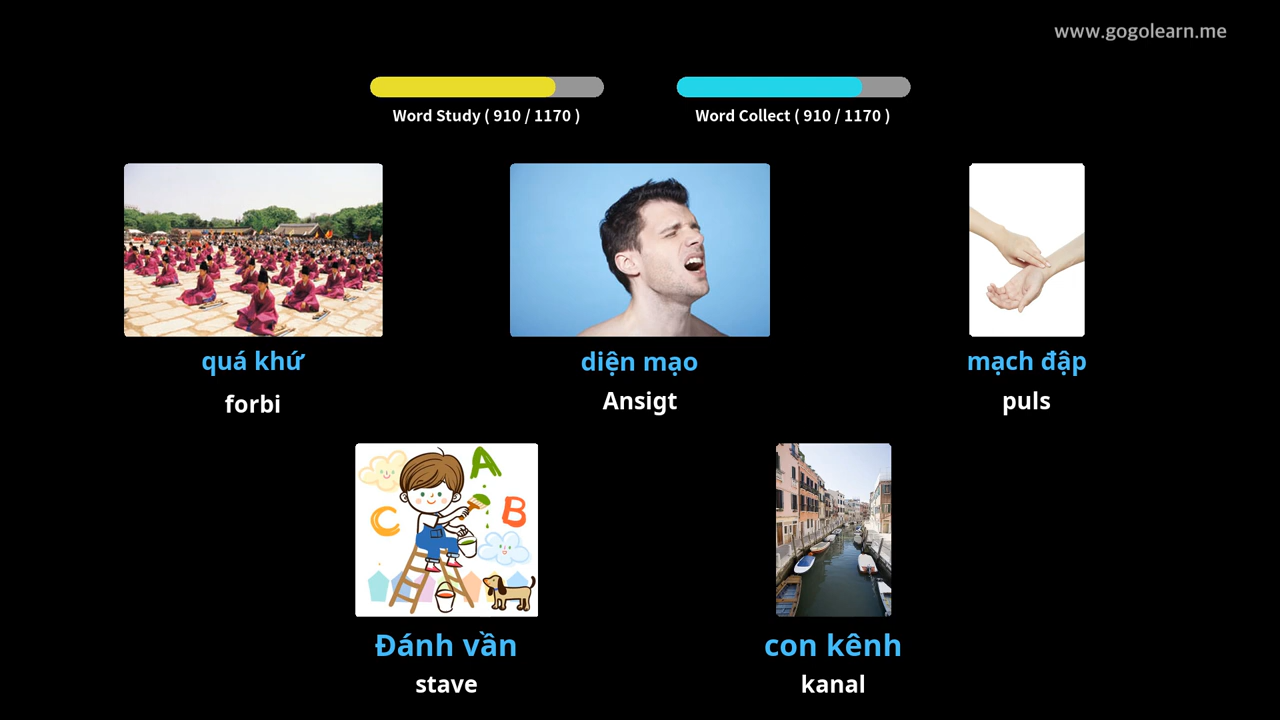 www.gogolearn.me
Word Study ( 910 / 1170 )
Word Collect ( 910 / 1170 )
quá khứ
forbi
diện mạo
Ansigt
mạch đập
puls
A
B
C
Đánh vần
stave
con kênh
kanal